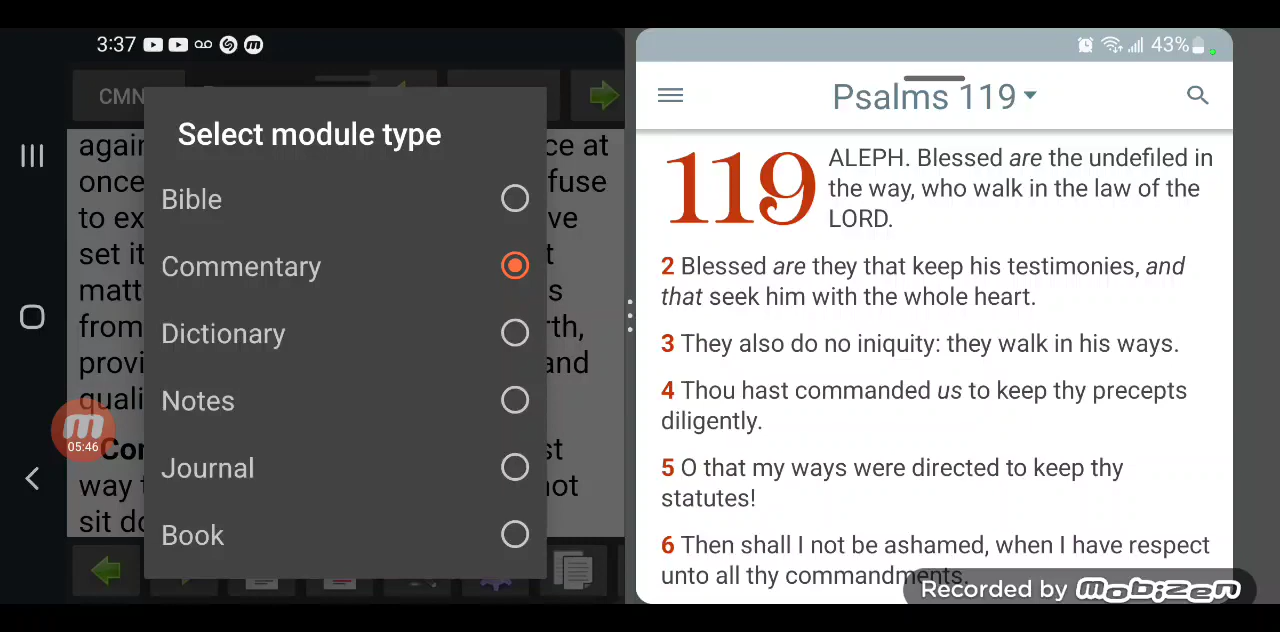 3:37
43%
CMN
Select module type
Bible
Commentary
Dictionary
Notes
Journal
Book
ce at
once
fuse
to ex
ve
set it
t
matt
s
from
rth,
provi
and
quali
Con
st
way t
not
sit do
05:46
Psalms 119
119
ALEPH. Blessed are the undefiled in
the way, who walk in the law of the
LORD.
2 Blessed are they that keep his testimonies, and
that seek him with the whole heart.
3 They also do no iniquity: they walk in his ways.
4 Thou hast commanded us to keep thy precepts
diligently.
5 O that my ways were directed to keep thy
statutes!
6 Then shall I not be ashamed, when I have respect
unto all thy commandments.
Recorded by Mobizen